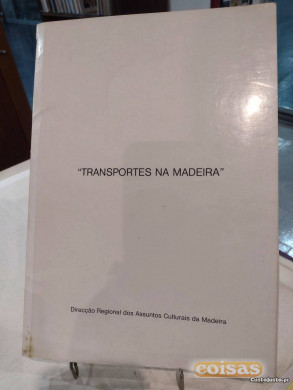 "TRANSPORTES NA MADEIRA"
Direcção Regional dos Assuntos Culturais da Madeira
coisas